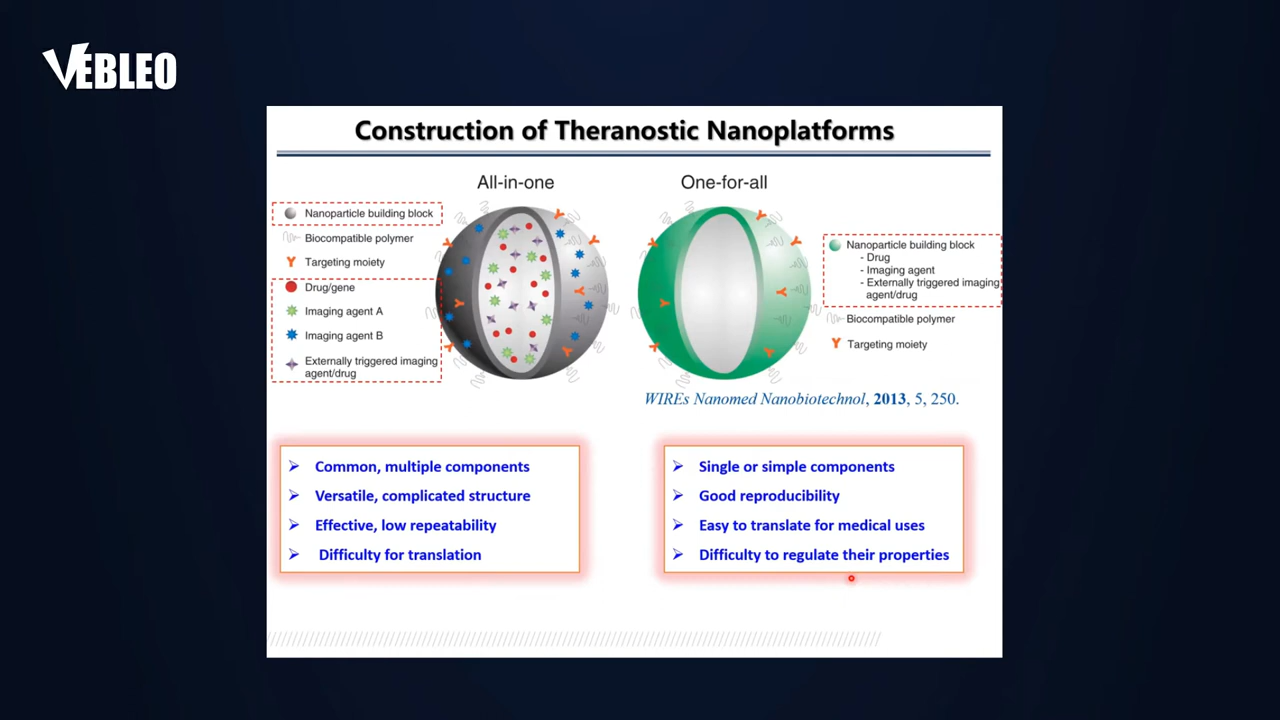 VEBLEO
Construction of Theranostic Nanoplatforms
All-in-one
Nanoparticle building block
Biocompatible polymer
Targeting moiety
Drug/gene
Imaging agent A
Imaging agent B
Externally triggered imaging
agent/drug
One-for-all
Nanoparticle building block
- Drug
- Imaging agent
- Externally triggered imaging
agent/drug
Biocompatible polymer
Targeting moiety
WIREs Nanomed Nanobiotechnol, 2013, 5, 250.
➢ Common, multiple components
➢ Versatile, complicated structure
➢ Effective, low repeatability
➢ Difficulty for translation
➢ Single or simple components
➢ Good reproducibility
➢ Easy to translate for medical uses
➢ Difficulty to regulate their properties